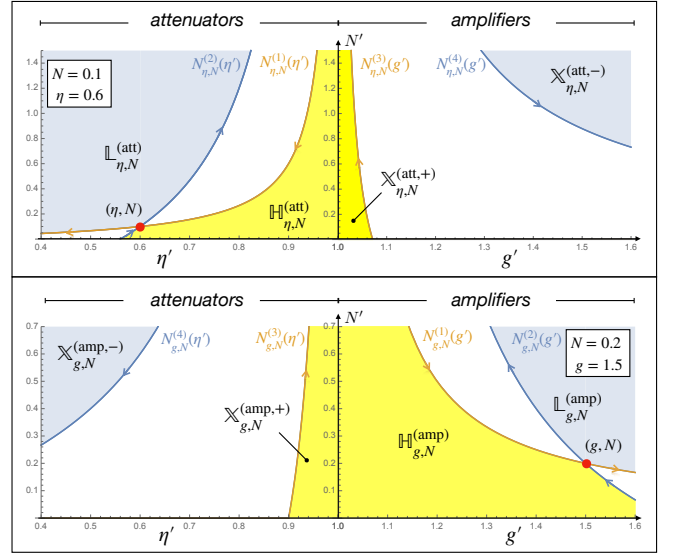 attenuators amplifiers
N′
1.4 1.2 1.0 0.8 0.6 0.4 0.2
N = 0.1
η = 0.6
N^{(2)}_{η,N}(η′) N^{(1)}_{η,N}(η′) N^{(3)}_{η,N}(g′) N^{(4)}_{η,N}(g′)
𝕏^{(att,−)}_{η,N}
𝕃^{(att)}_{η,N}
𝕏^{(att,+)}_{η,N}
(η, N)
ℍ^{(att)}_{η,N}
0.4 0.5 0.6 0.7 0.8 0.9 1.0 1.1 1.2 1.3 1.4 1.5 1.6
η′ g′
attenuators amplifiers
N′
0.7 0.6 0.5 0.4 0.3 0.2 0.1
𝕏^{(amp,−)}_{g,N}
N^{(4)}_{g,N}(η′) N^{(3)}_{g,N}(η′) N^{(1)}_{g,N}(g′) N^{(2)}_{g,N}(g′)
N = 0.2
g = 1.5
𝕏^{(amp,+)}_{g,N}
𝕃^{(amp)}_{g,N}
ℍ^{(amp)}_{g,N}
(g, N)
0.4 0.5 0.6 0.7 0.8 0.9 1.0 1.1 1.2 1.3 1.4 1.5 1.6
η′ g′